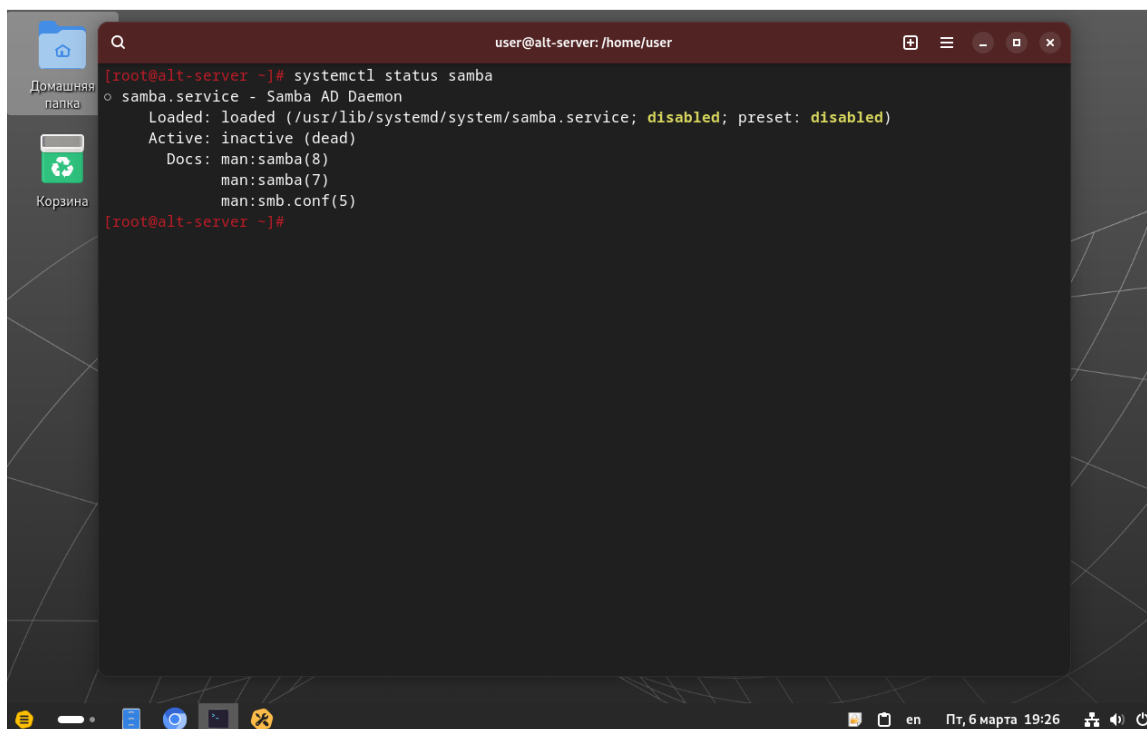 user@alt-server: /home/user
Домашняя
папка
Корзина
[root@alt-server ~]# systemctl status samba
○ samba.service - Samba AD Daemon
Loaded: loaded (/usr/lib/systemd/system/samba.service; disabled; preset: disabled)
Active: inactive (dead)
Docs: man:samba(8)
man:samba(7)
man:smb.conf(5)
[root@alt-server ~]#
en Пт, 6 марта 19:26